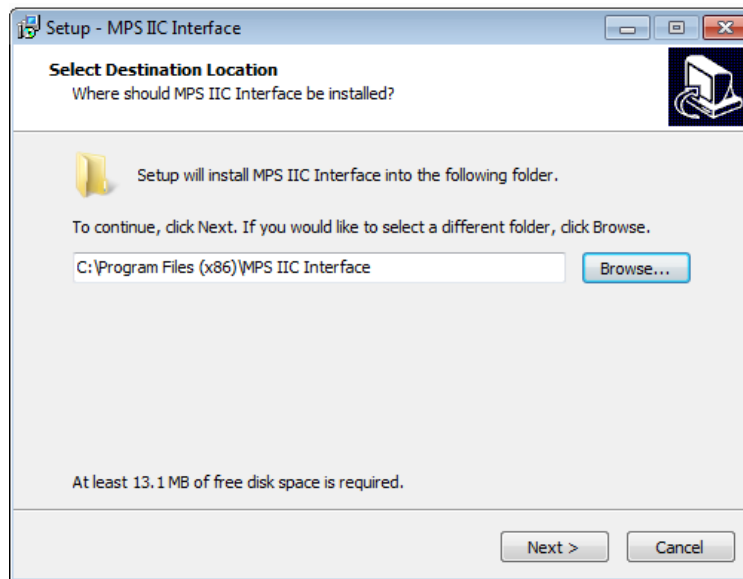 Setup - MPS IIC Interface
Select Destination Location
Where should MPS IIC Interface be installed?
Setup will install MPS IIC Interface into the following folder.
To continue, click Next. If you would like to select a different folder, click Browse.
C:\Program Files (x86)\MPS IIC Interface
Browse...
At least 13.1 MB of free disk space is required.
Next >
Cancel